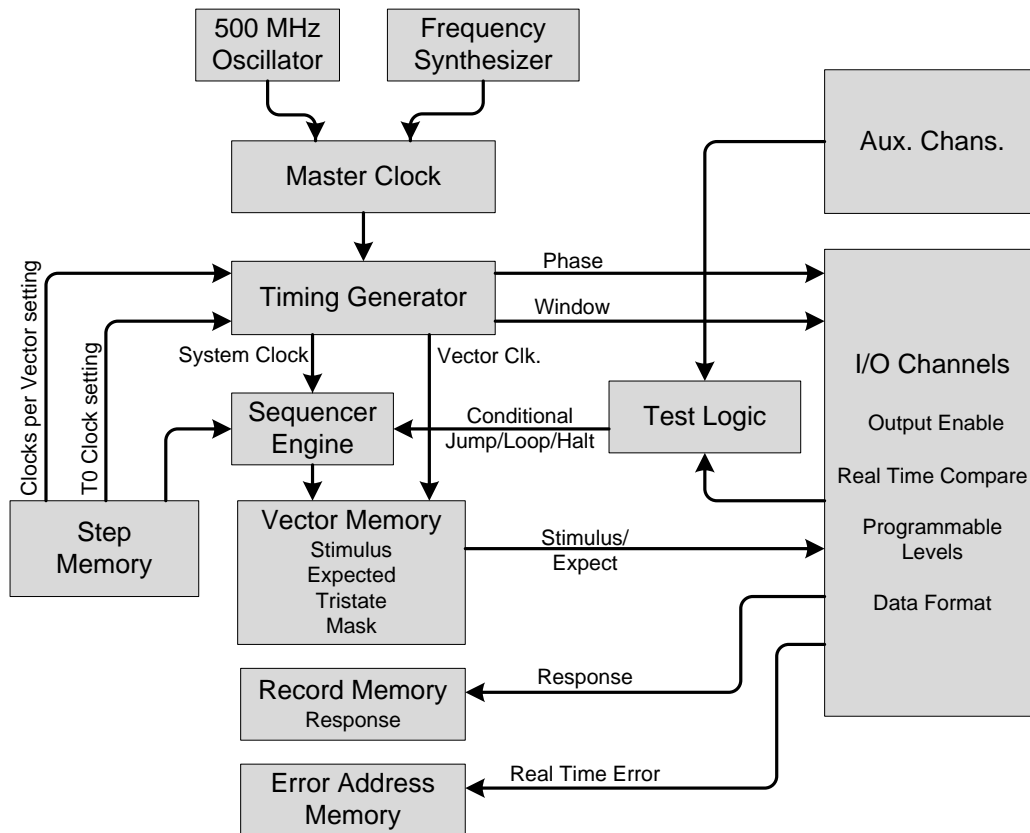 500 MHz
Oscillator
Frequency
Synthesizer
Aux. Chans.
Master Clock
Clocks per Vector setting
T0 Clock setting
Timing Generator
Phase
Window
System Clock
Vector Clk.
I/O Channels
Output Enable
Real Time Compare
Programmable
Levels
Data Format
Sequencer
Engine
Conditional
Jump/Loop/Halt
Test Logic
Step
Memory
Vector Memory
Stimulus
Expected
Tristate
Mask
Stimulus/
Expect
Record Memory
Response
Response
Error Address
Memory
Real Time Error